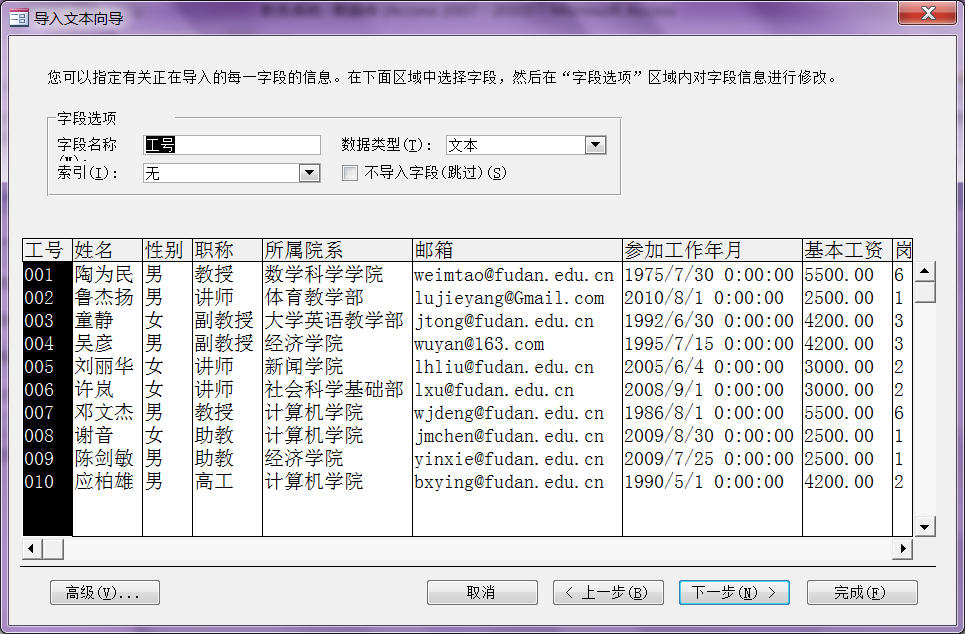 导入文本向导
您可以指定有关正在导入的每一字段的信息。在下面区域中选择字段，然后在“字段选项”区域内对字段信息进行修改。
字段选项
字段名称(M): 工号 数据类型(T): 文本
索引(I): 无 不导入字段(跳过)(S)
工号 姓名 性别 职称 所属院系 邮箱 参加工作年月 基本工资 岗
001 陶为民 男 教授 数学科学学院 weimtao@fudan.edu.cn 1975/7/30 0:00:00 5500.00 6
002 鲁杰扬 男 讲师 体育教学部 lujieyang@Gmail.com 2010/8/1 0:00:00 2500.00 1
003 童静 女 副教授 大学英语教学部 jtong@fudan.edu.cn 1992/6/30 0:00:00 4200.00 3
004 吴彦 男 副教授 经济学院 wuyan@163.com 1995/7/15 0:00:00 4200.00 3
005 刘丽华 女 讲师 新闻学院 lhliu@fudan.edu.cn 2005/6/4 0:00:00 3000.00 2
006 许岚 女 讲师 社会科学基础部 lxu@fudan.edu.cn 2008/9/1 0:00:00 3000.00 2
007 邓文杰 男 教授 计算机学院 wjdeng@fudan.edu.cn 1986/8/1 0:00:00 5500.00 6
008 谢音 女 助教 计算机学院 jmchen@fudan.edu.cn 2009/8/30 0:00:00 2500.00 1
009 陈剑敏 男 助教 经济学院 yinxie@fudan.edu.cn 2009/7/25 0:00:00 2500.00 1
010 应柏雄 男 高工 计算机学院 bxying@fudan.edu.cn 1990/5/1 0:00:00 4200.00 2
高级(V)... 取消 < 上一步(B) 下一步(N) > 完成(F)